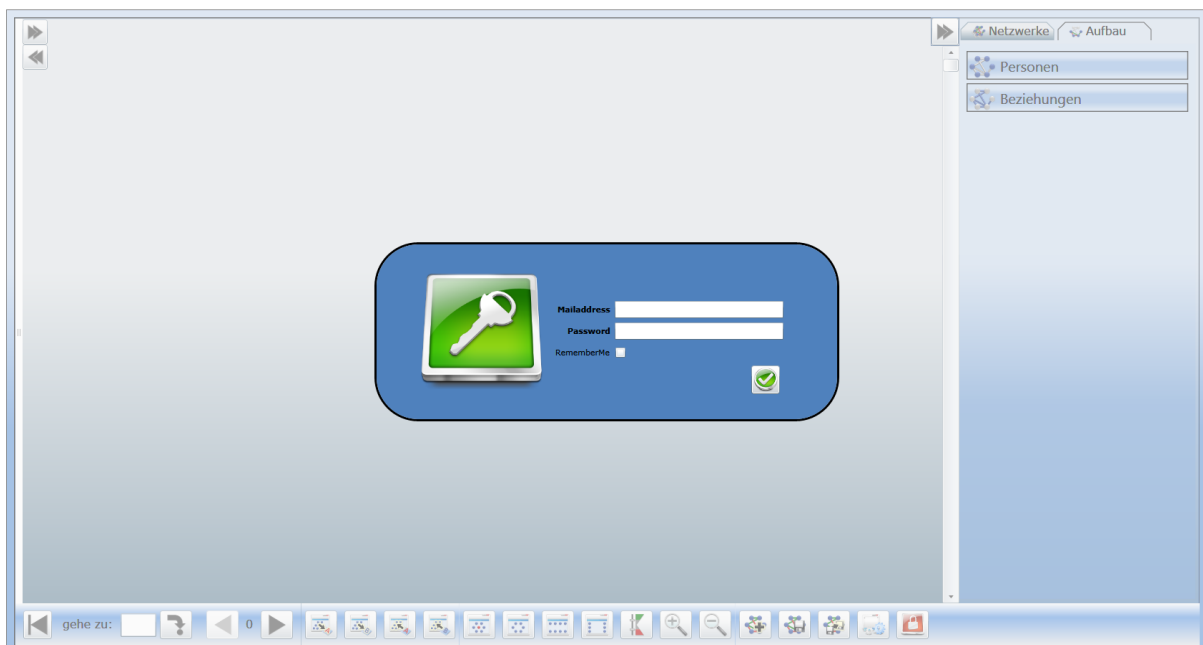 Netzwerke Aufbau
Personen
Beziehungen
Mailaddress
Password
RememberMe
gehe zu: 0